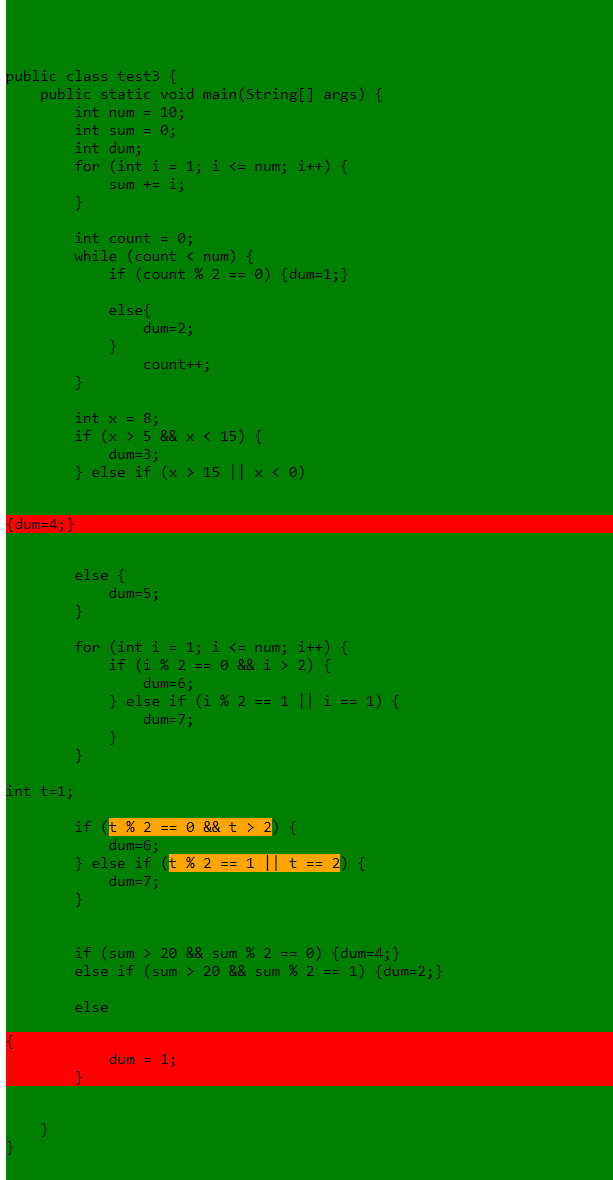 public class test3 {
    public static void main(String[] args) {
        int num = 10;
        int sum = 0;
        int dum;
        for (int i = 1; i <= num; i++) {
            sum += i;
        }
        int count = 0;
        while (count < num) {
            if (count % 2 == 0) {dum=1;}
            else{
                dum=2;
            }
                count++;
        }
        int x = 8;
        if (x > 5 && x < 15) {
            dum=3;
        } else if (x > 15 || x < 0)
{dum=4;}
        else {
            dum=5;
        }
        for (int i = 1; i <= num; i++) {
            if (i % 2 == 0 && i > 2) {
                dum=6;
            } else if (i % 2 == 1 || i == 1) {
                dum=7;
            }
        }
int t=1;
        if (t % 2 == 0 && t > 2) {
            dum=6;
        } else if (t % 2 == 1 || t == 2) {
            dum=7;
        }
        if (sum > 20 && sum % 2 == 0) {dum=4;}
        else if (sum > 20 && sum % 2 == 1) {dum=2;}
        else
{
            dum = 1;
        }
    }
}